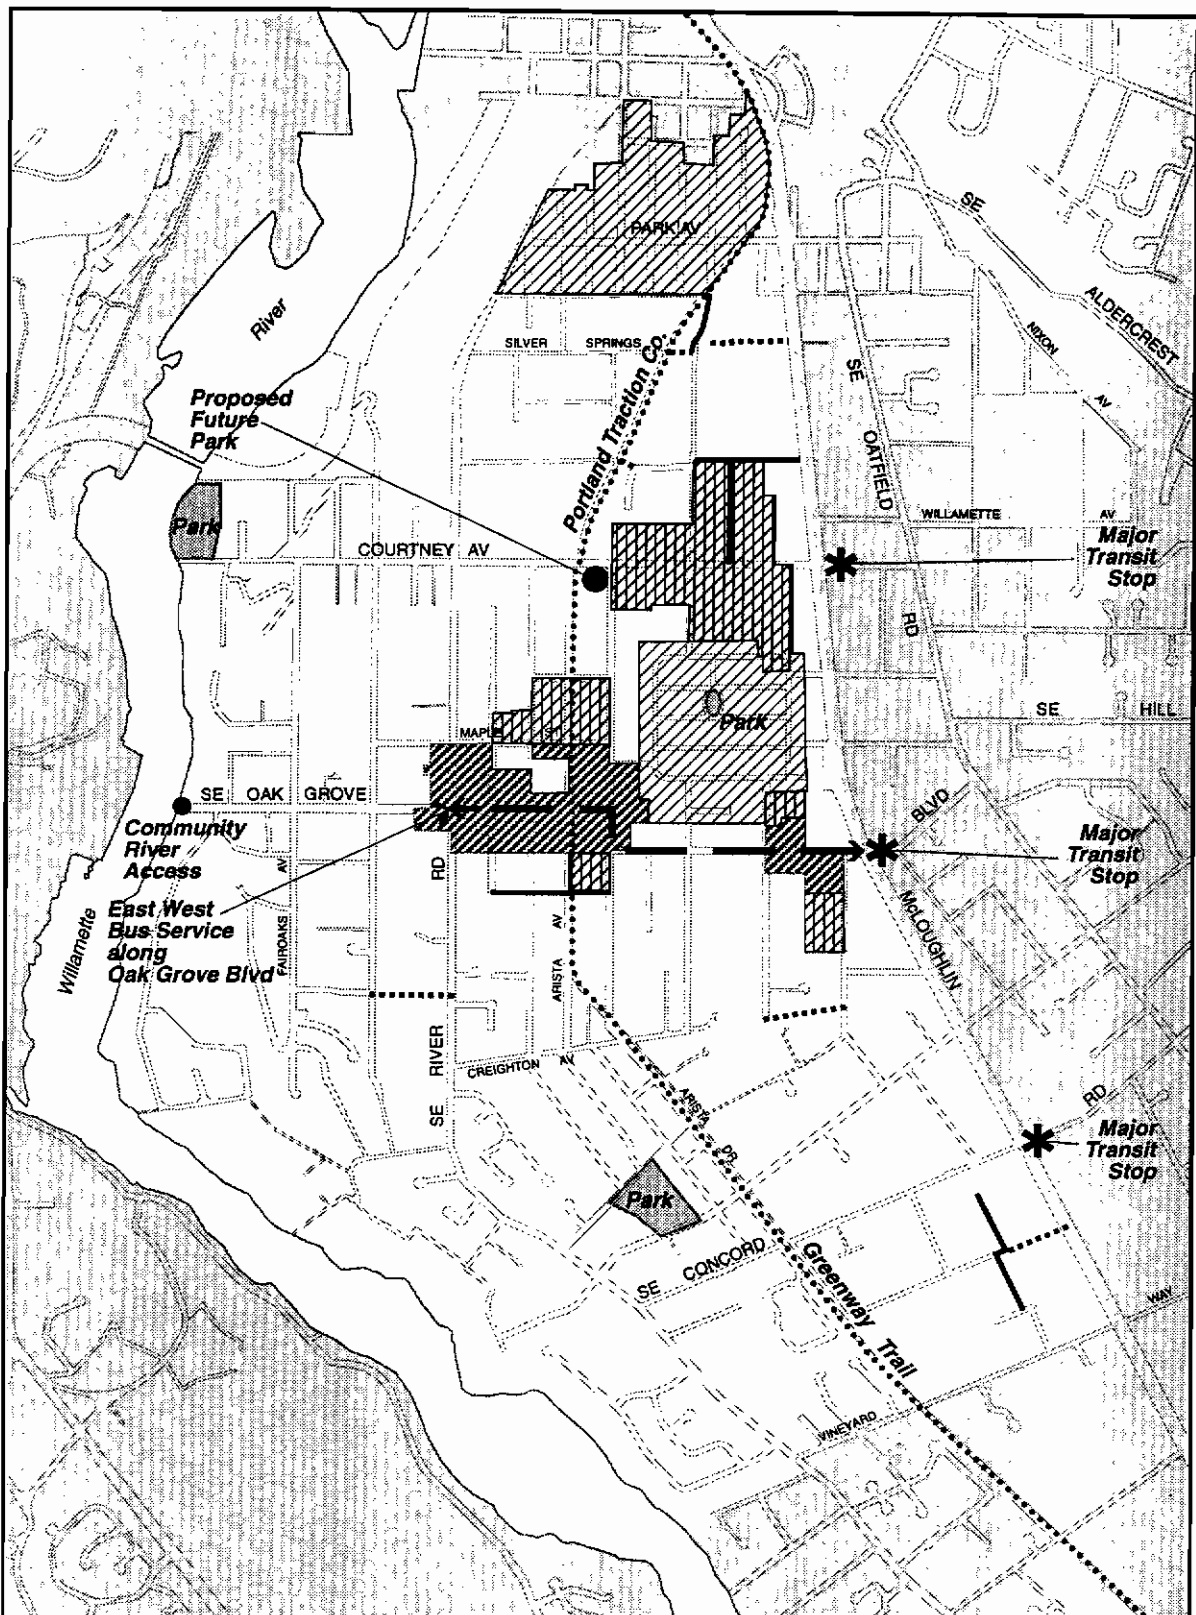 PARK AV
SE
ALDERCREST
NIXON
AV
River
SILVER SPRINGS
Portland Traction Co.
SE
OATFIELD
RD
Proposed
Future
Park
Park
COURTNEY AV
WILLAMETTE AV
Major
Transit
Stop
Park
SE HILL
MAPLE ST
SE OAK GROVE
BLVD
Community
River
Access
Major
Transit
Stop
East West
Bus Service
along
Oak Grove Blvd
Willamette
FAIROAKS AV
SE RIVER RD
ARISTA AV
McLOUGHLIN
CREIGHTON AV
ARISTA DR
RD
Major
Transit
Stop
Park
SE CONCORD
Greenway Trail
WAY
VINEYARD